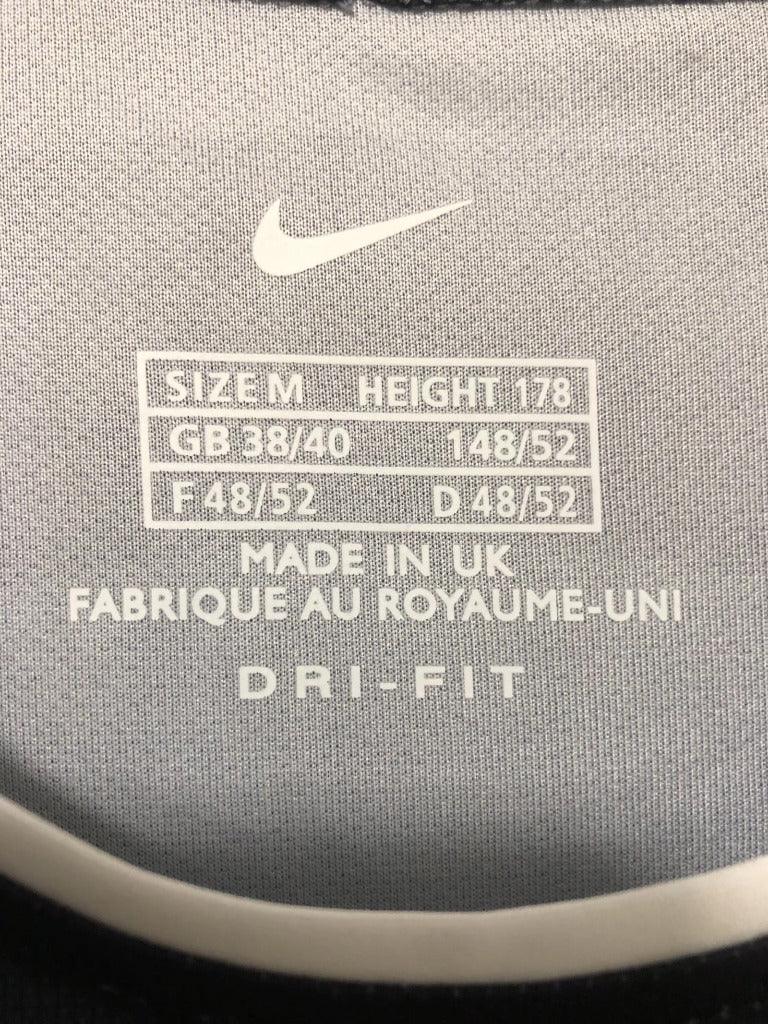 SIZE M HEIGHT 178
GB 38/40 148/52
F 48/52 D 48/52
MADE IN UK
FABRIQUE AU ROYAUME-UNI
DRI-FIT